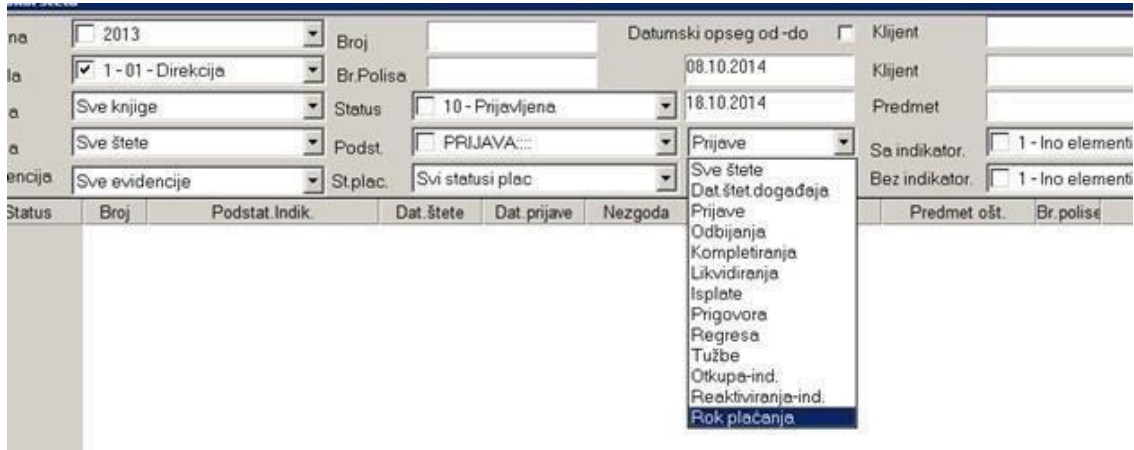 na 2013 Broj Datumski opseg od -do Klijent
la 1 - 01 - Direkcija Br.Polisa 08.10.2014 Klijent
a Sve knjige Status 10 - Prijavljena 18.10.2014 Predmet
a Sve štete Podst. PRIJAVA:::: Prijave Sa indikator. 1 - Ino elementi
encija Sve evidencije St.plac. Svi statusi plac Bez indikator. 1 - Ino elementi
Status Broj Podstat.Indik. Dat.štete Dat.prijave Nezgoda Predmet ošt. Br.polise
Sve štete
Dat.štet.događaja
Prijave
Odbijanja
Kompletiranja
Likvidiranja
Isplate
Prigovora
Regresa
Tužbe
Otkupa-ind.
Reaktiviranja-ind.
Rok plaćanja